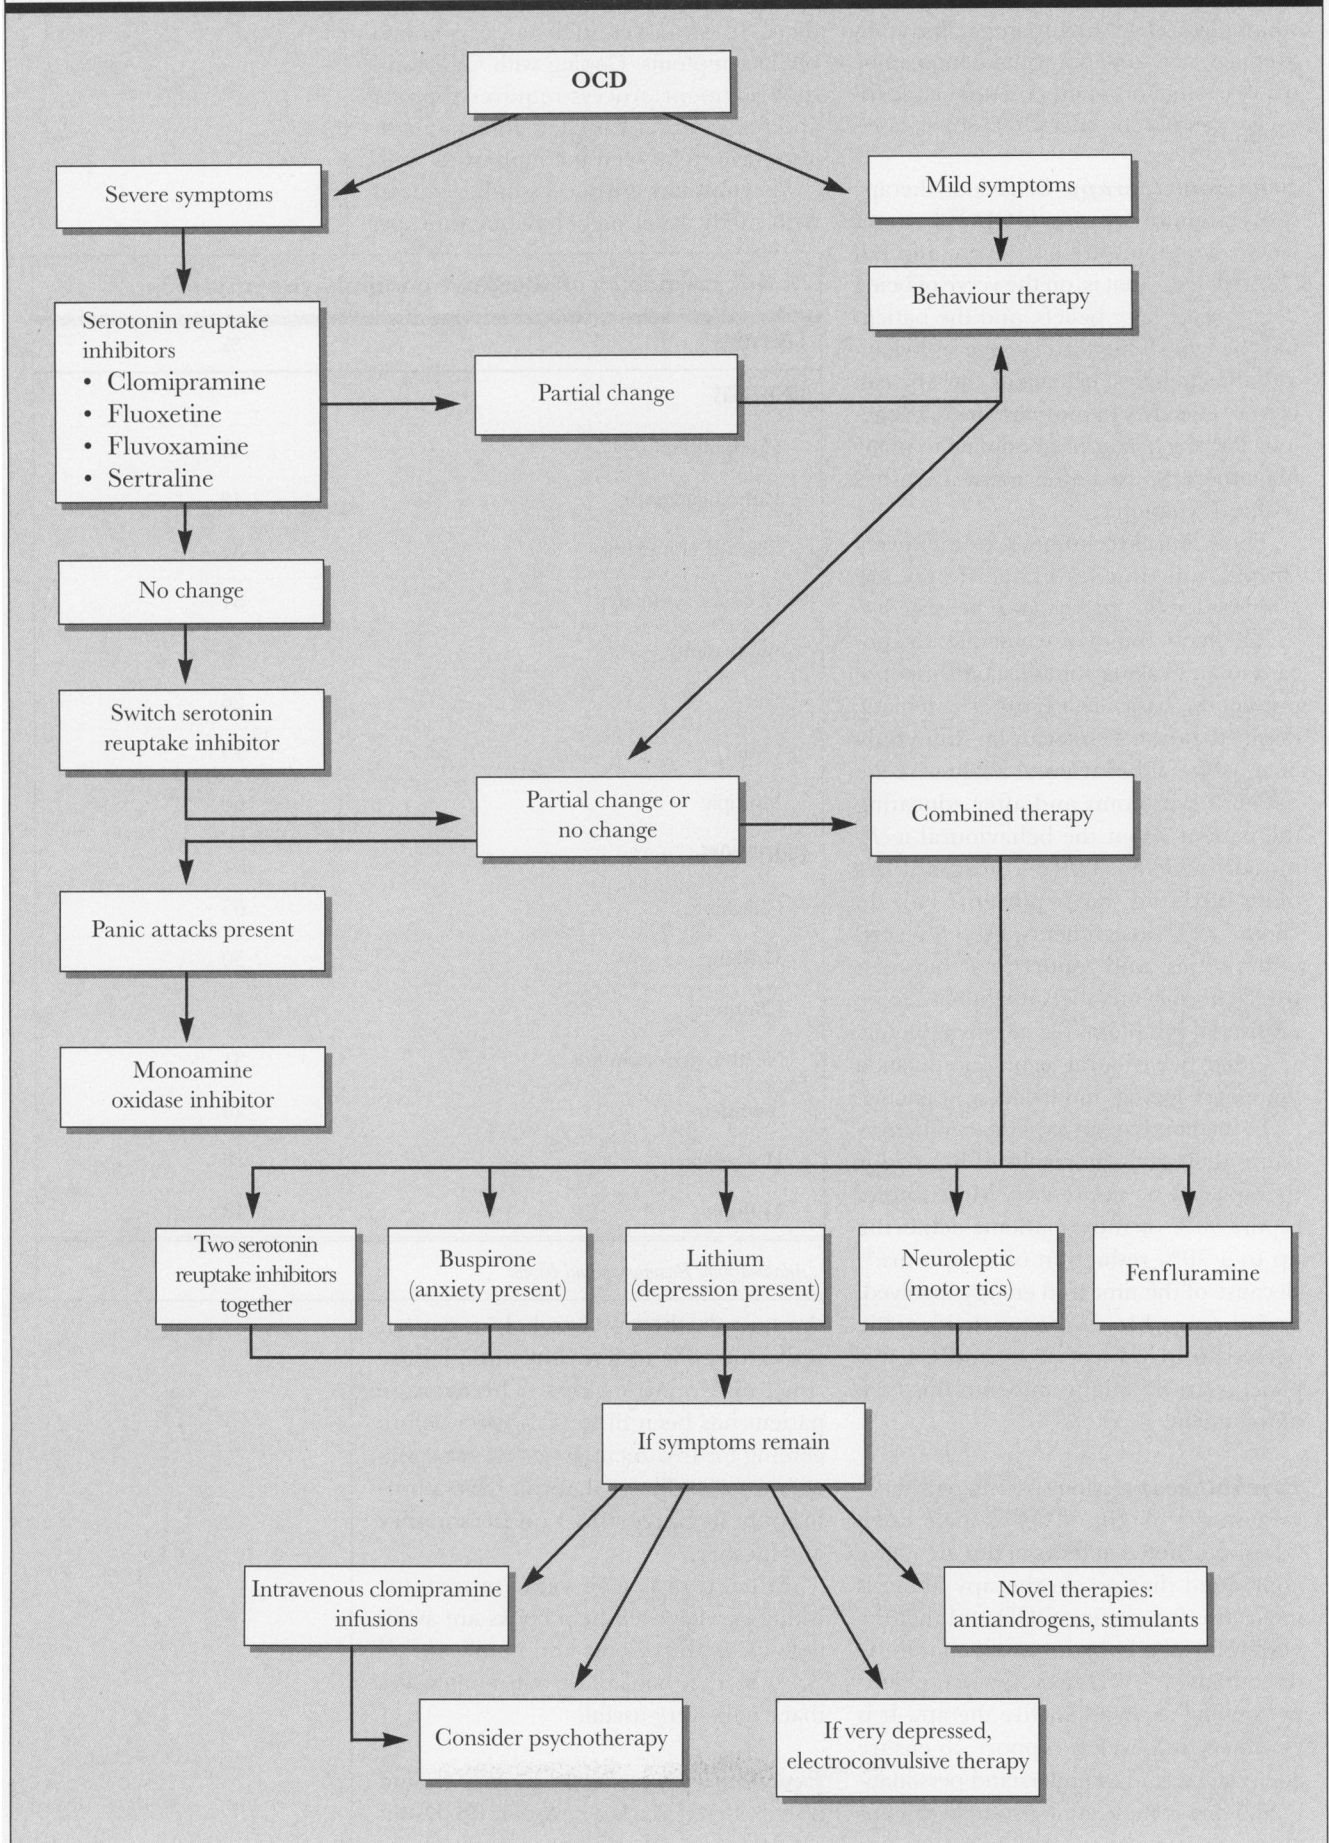 OCD
Severe symptoms
Mild symptoms
Behaviour therapy
Serotonin reuptake
inhibitors
• Clomipramine
• Fluoxetine
• Fluvoxamine
• Sertraline
Partial change
No change
Switch serotonin
reuptake inhibitor
Partial change or
no change
Combined therapy
Panic attacks present
Monoamine
oxidase inhibitor
Two serotonin
reuptake inhibitors
together
Buspirone
(anxiety present)
Lithium
(depression present)
Neuroleptic
(motor tics)
Fenfluramine
If symptoms remain
Intravenous clomipramine
infusions
Novel therapies:
antiandrogens, stimulants
Consider psychotherapy
If very depressed,
electroconvulsive therapy